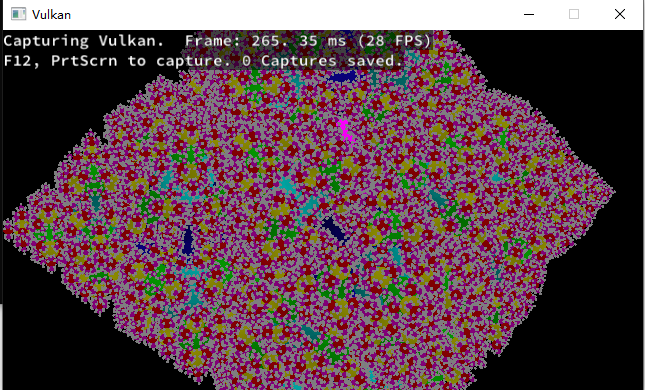 Vulkan
Capturing Vulkan. Frame: 265. 35 ms (28 FPS)
F12, PrtScrn to capture. 0 Captures saved.